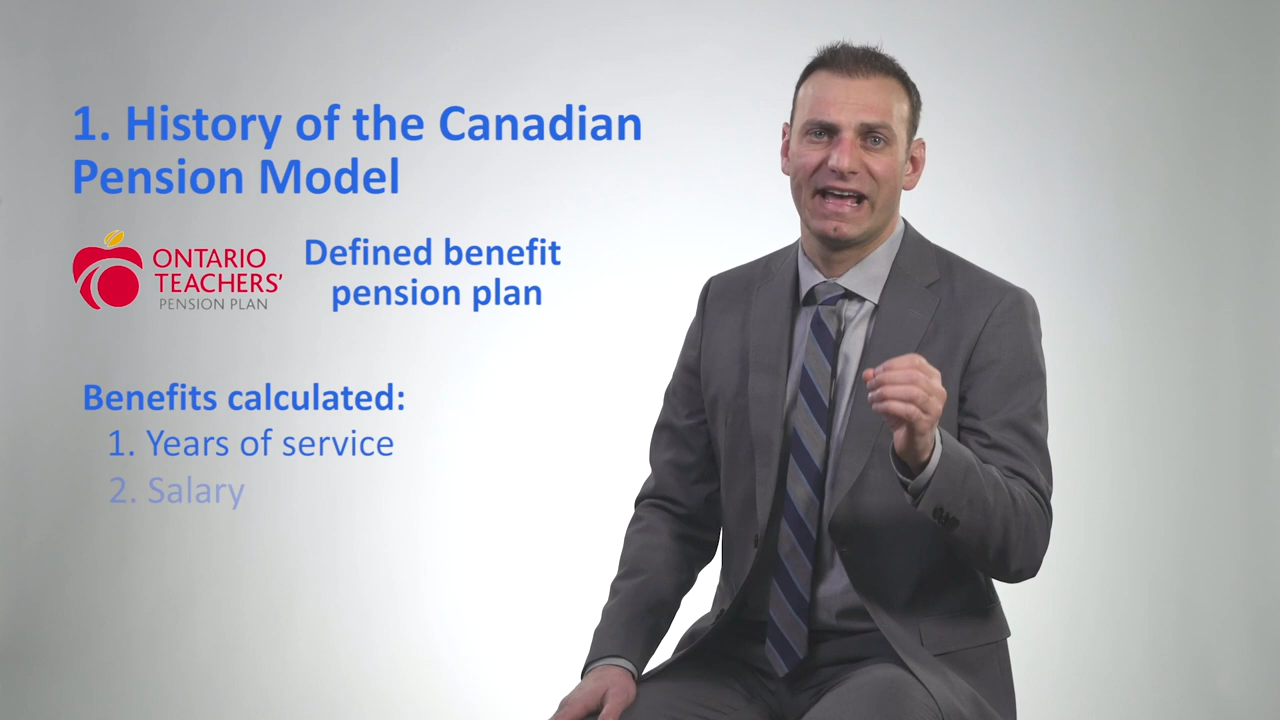 1. History of the Canadian
Pension Model
ONTARIO
TEACHERS'
PENSION PLAN
Defined benefit
pension plan
Benefits calculated:
1. Years of service
2. Salary